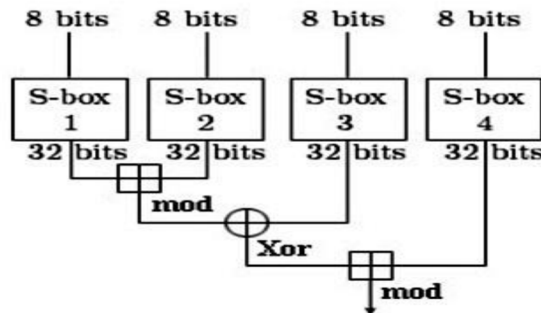 8 bits 8 bits 8 bits 8 bits
S-box S-box S-box S-box
1 2 3 4
32 bits 32 bits 32 bits 32 bits
mod
Xor
mod